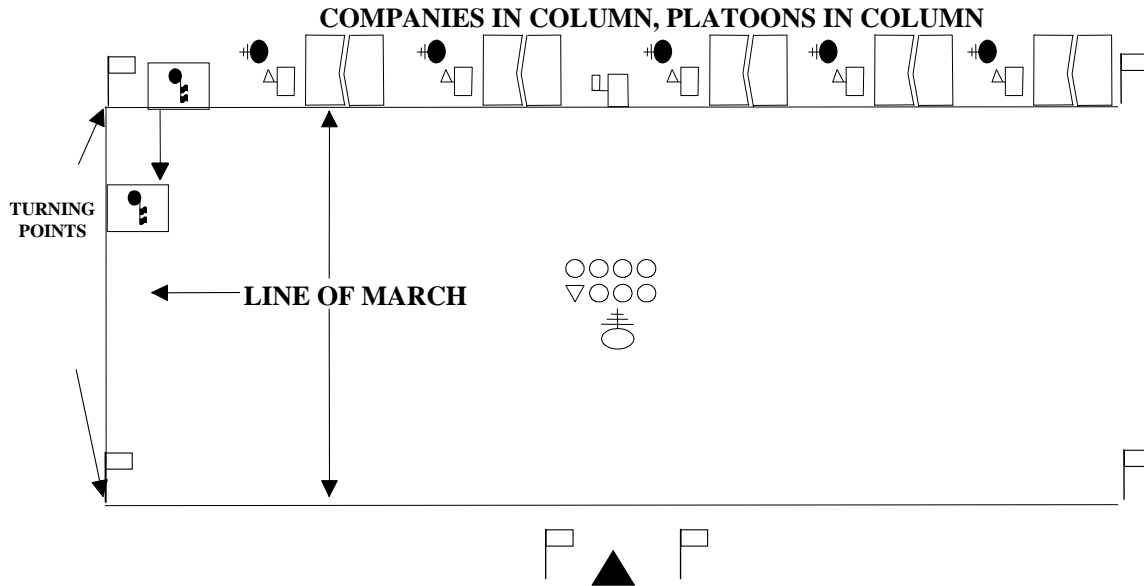 COMPANIES IN COLUMN, PLATOONS IN COLUMN
TURNING
POINTS
LINE OF MARCH